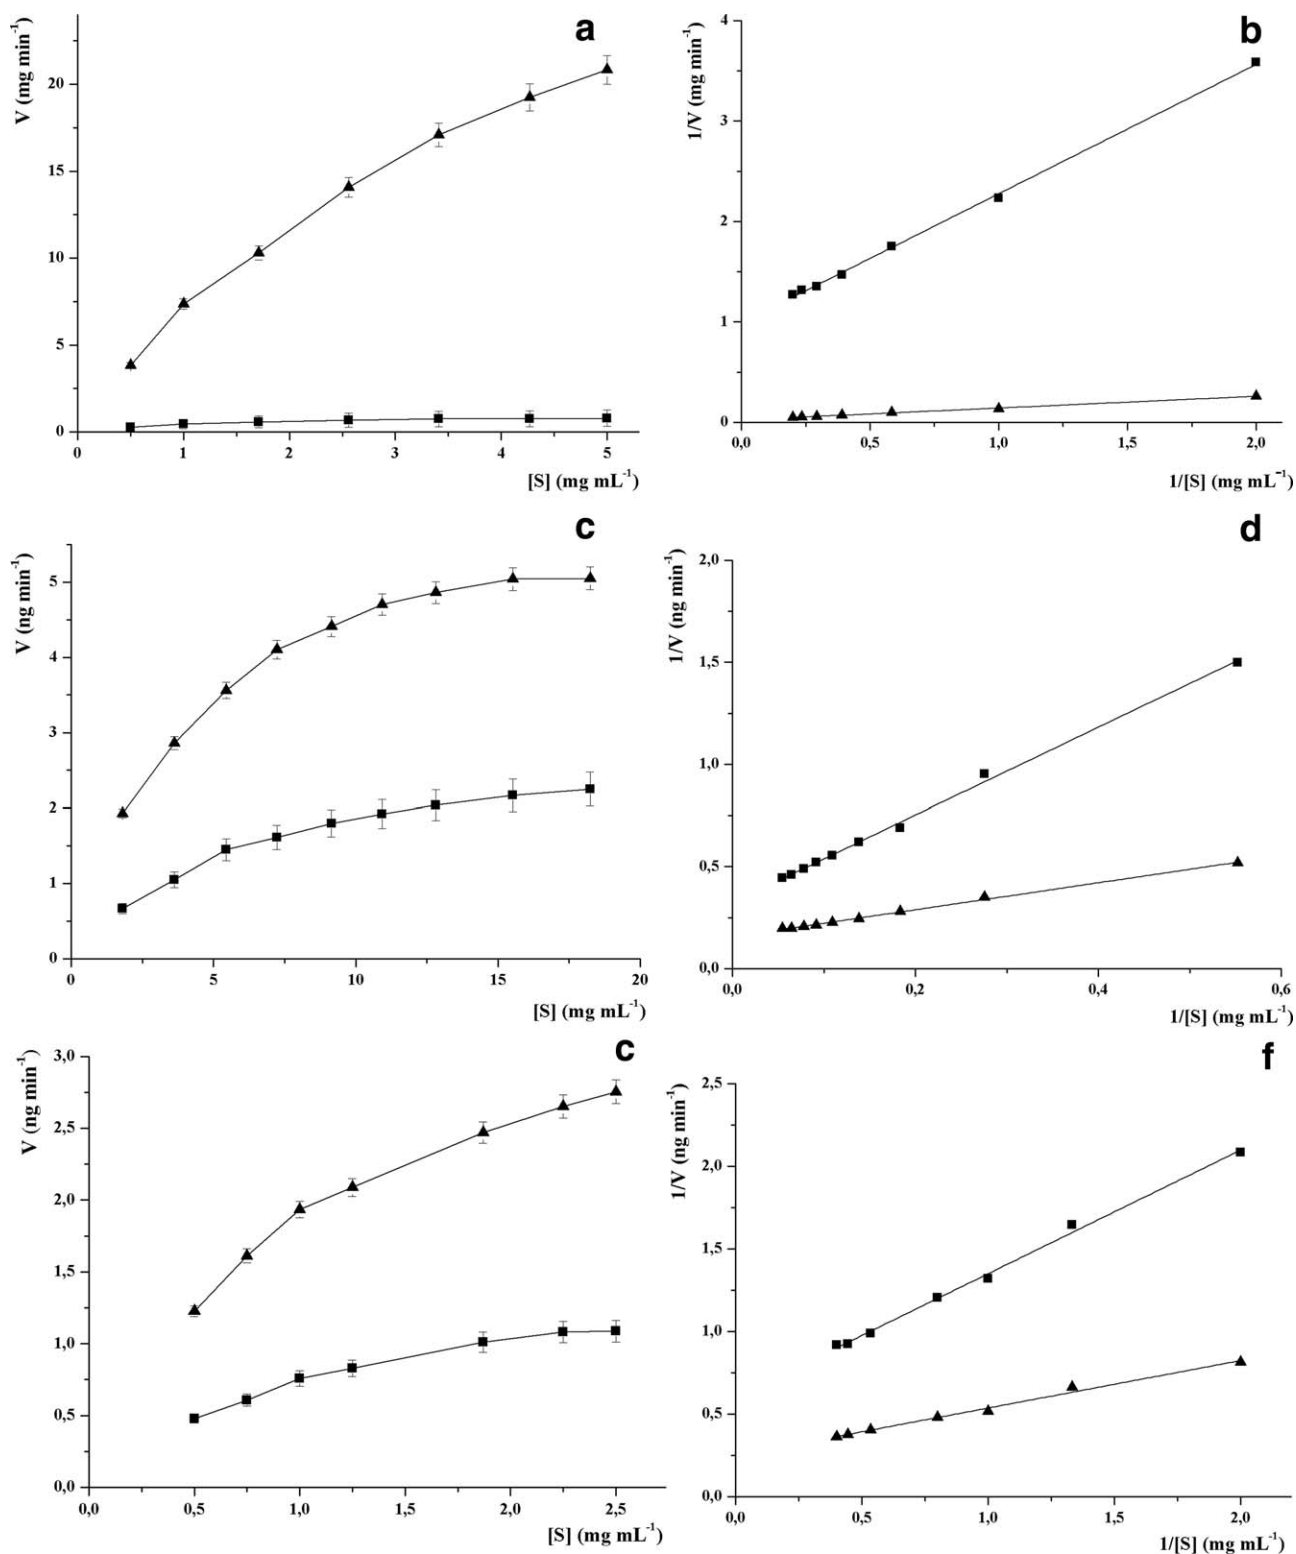 a
V (mg min⁻¹)
20
15
10
5
0
0 1 2 3 4 5
[S] (mg mL⁻¹)
b
1/V (mg min⁻¹)
4
3
2
1
0
0,0 0,5 1,0 1,5 2,0
1/[S] (mg mL⁻¹)
c
V (ng min⁻¹)
5
4
3
2
1
0
0 5 10 15 20
[S] (mg mL⁻¹)
d
1/V (ng min⁻¹)
2,0
1,5
1,0
0,5
0,0
0,0 0,2 0,4 0,6
1/[S] (mg mL⁻¹)
c
V (ng min⁻¹)
3,0
2,5
2,0
1,5
1,0
0,5
0,0
0,0 0,5 1,0 1,5 2,0 2,5
[S] (mg mL⁻¹)
f
1/V (ng min⁻¹)
2,5
2,0
1,5
1,0
0,5
0,0
0,0 0,5 1,0 1,5 2,0
1/[S] (mg mL⁻¹)